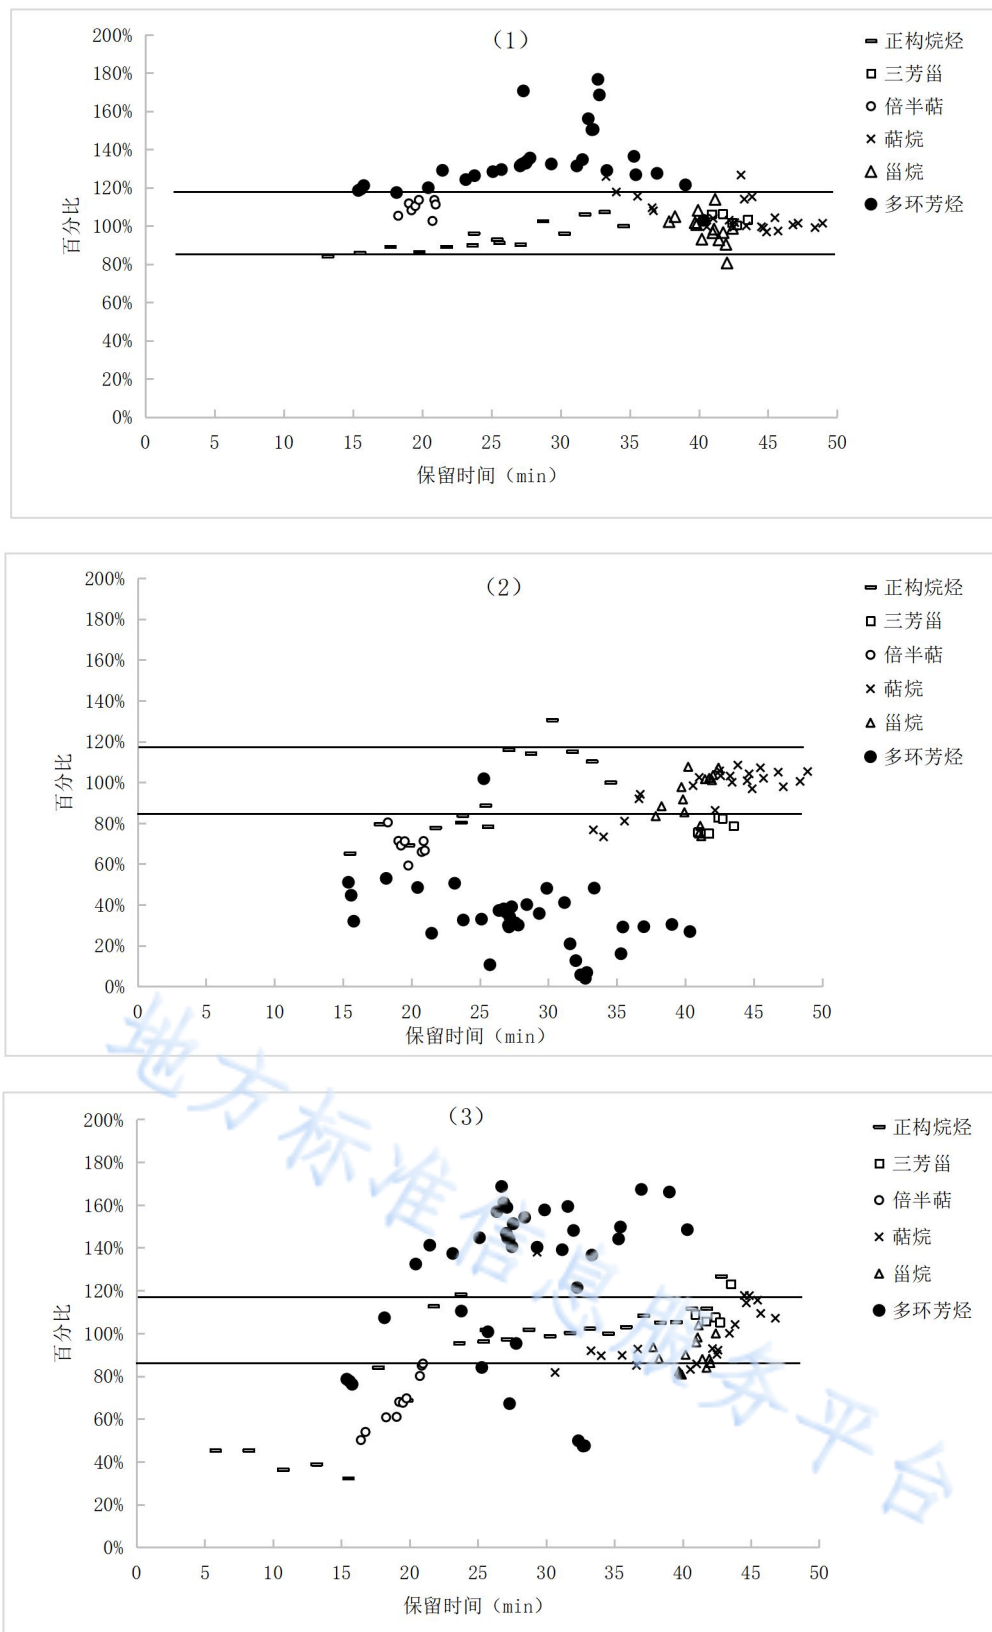 (1)
200%
180%
160%
140%
120%
100%
80%
60%
40%
20%
0%
百分比
0 5 10 15 20 25 30 35 40 45 50
保留时间（min）
正构烷烃
三芳甾
倍半萜
萜烷
甾烷
多环芳烃
(2)
200%
180%
160%
140%
120%
100%
80%
60%
40%
20%
0%
百分比
0 5 10 15 20 25 30 35 40 45 50
保留时间（min）
正构烷烃
三芳甾
倍半萜
萜烷
甾烷
多环芳烃
(3)
200%
180%
160%
140%
120%
100%
80%
60%
40%
20%
0%
百分比
0 5 10 15 20 25 30 35 40 45 50
保留时间（min）
正构烷烃
三芳甾
倍半萜
萜烷
甾烷
多环芳烃
地方标准信息服务平台